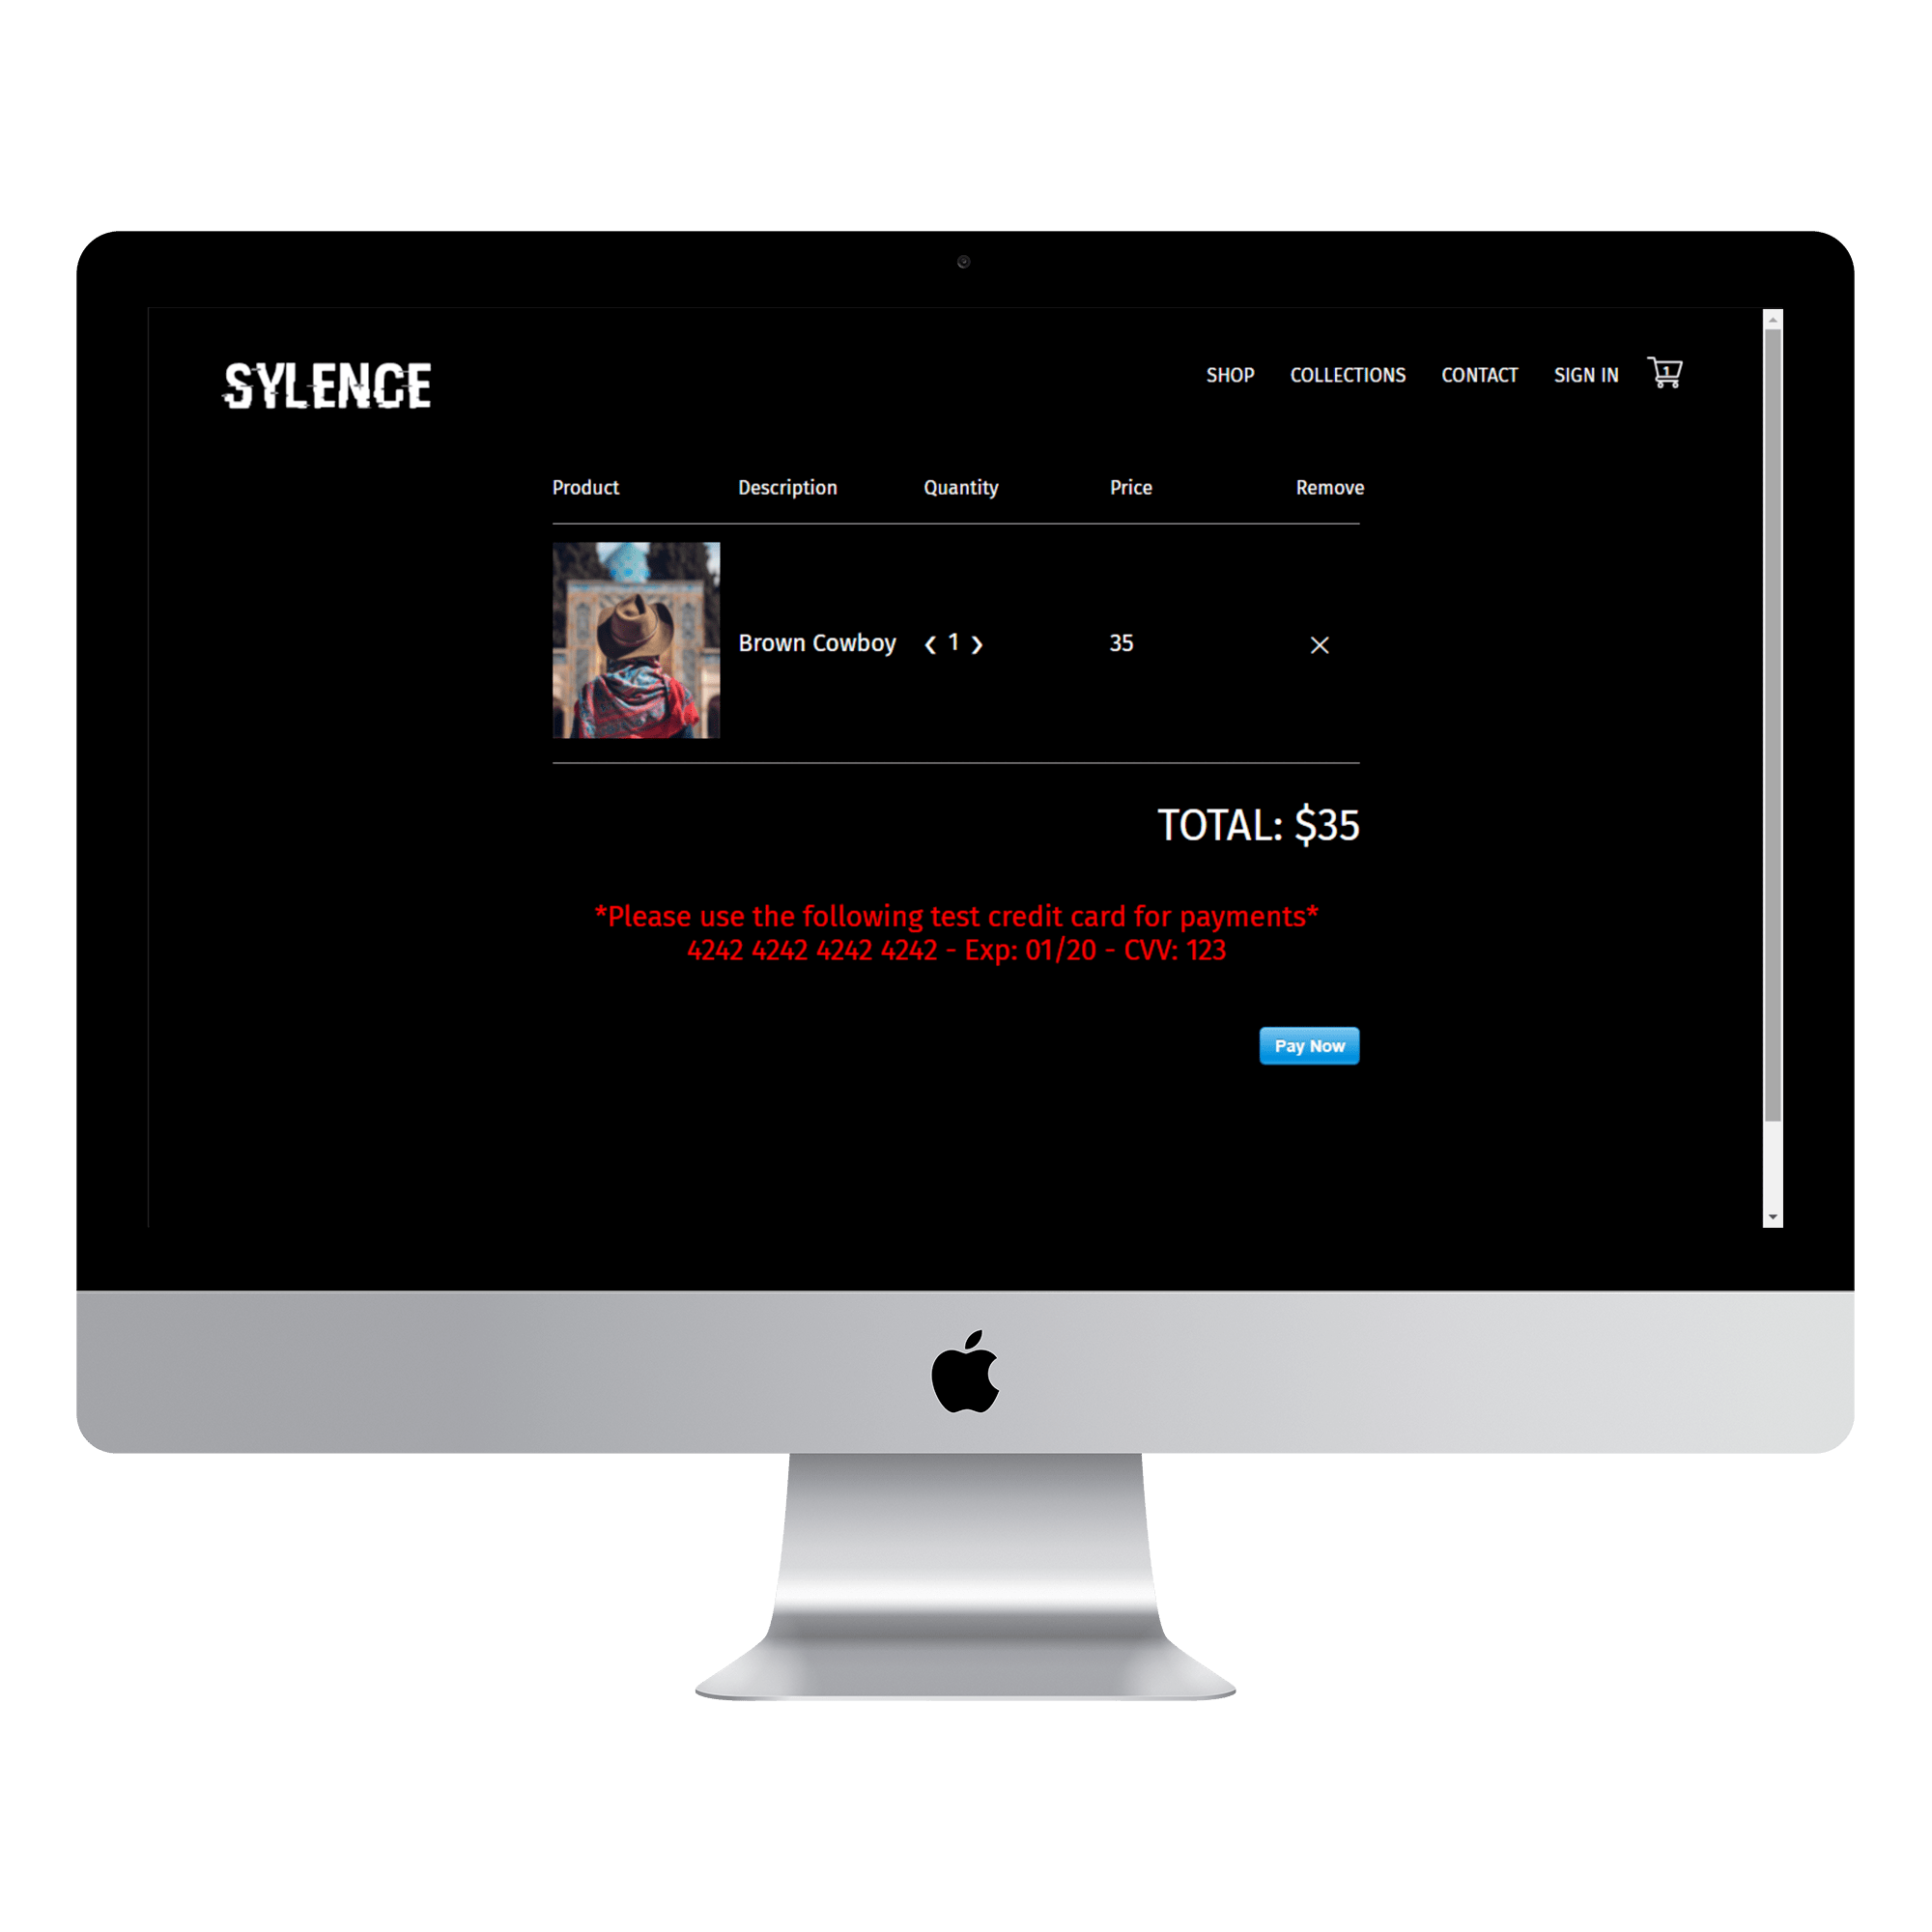 SYLENCE
SHOP COLLECTIONS CONTACT SIGN IN 1
Product Description Quantity Price Remove
Brown Cowboy ❮ 1 ❯ 35 ✕
TOTAL: $35
*Please use the following test credit card for payments*
4242 4242 4242 4242 - Exp: 01/20 - CVV: 123
Pay Now